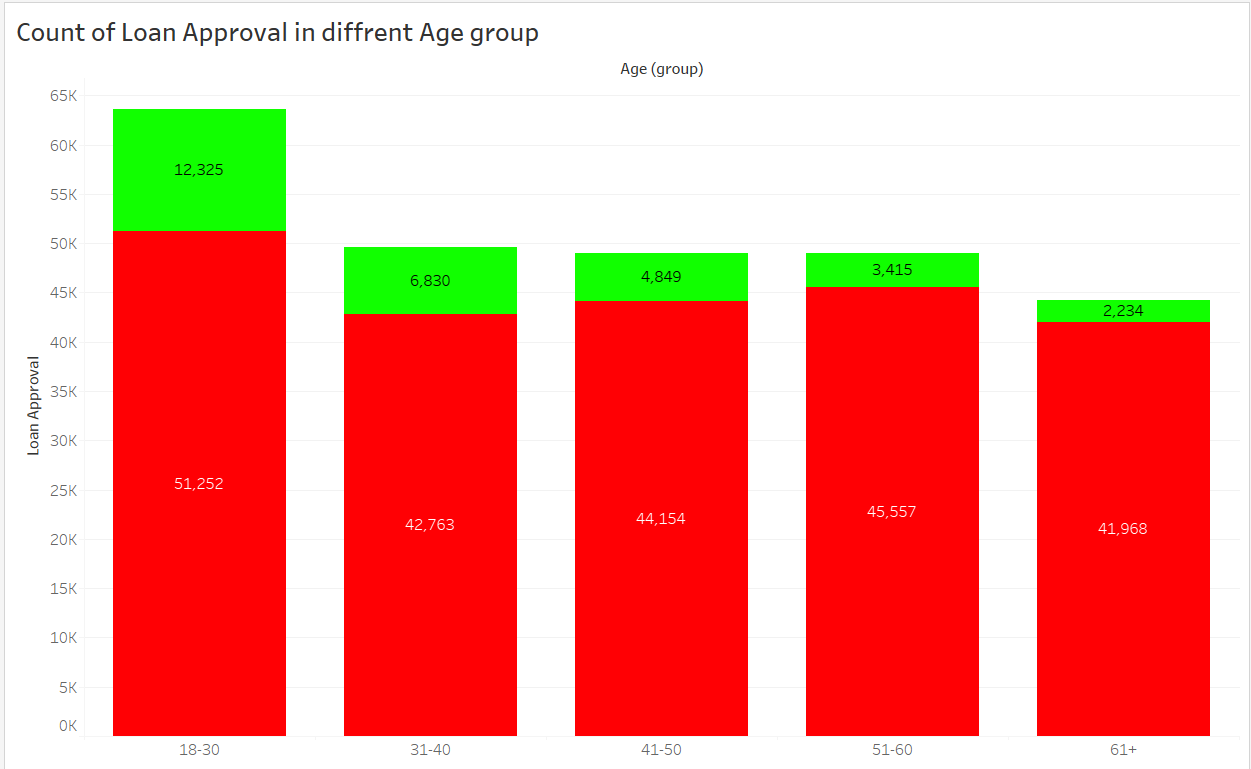 Count of Loan Approval in diffrent Age group
Age (group)
Loan Approval
65K
60K
55K
50K
45K
40K
35K
30K
25K
20K
15K
10K
5K
0K
12,325
6,830
4,849
3,415
2,234
51,252
42,763
44,154
45,557
41,968
18-30
31-40
41-50
51-60
61+